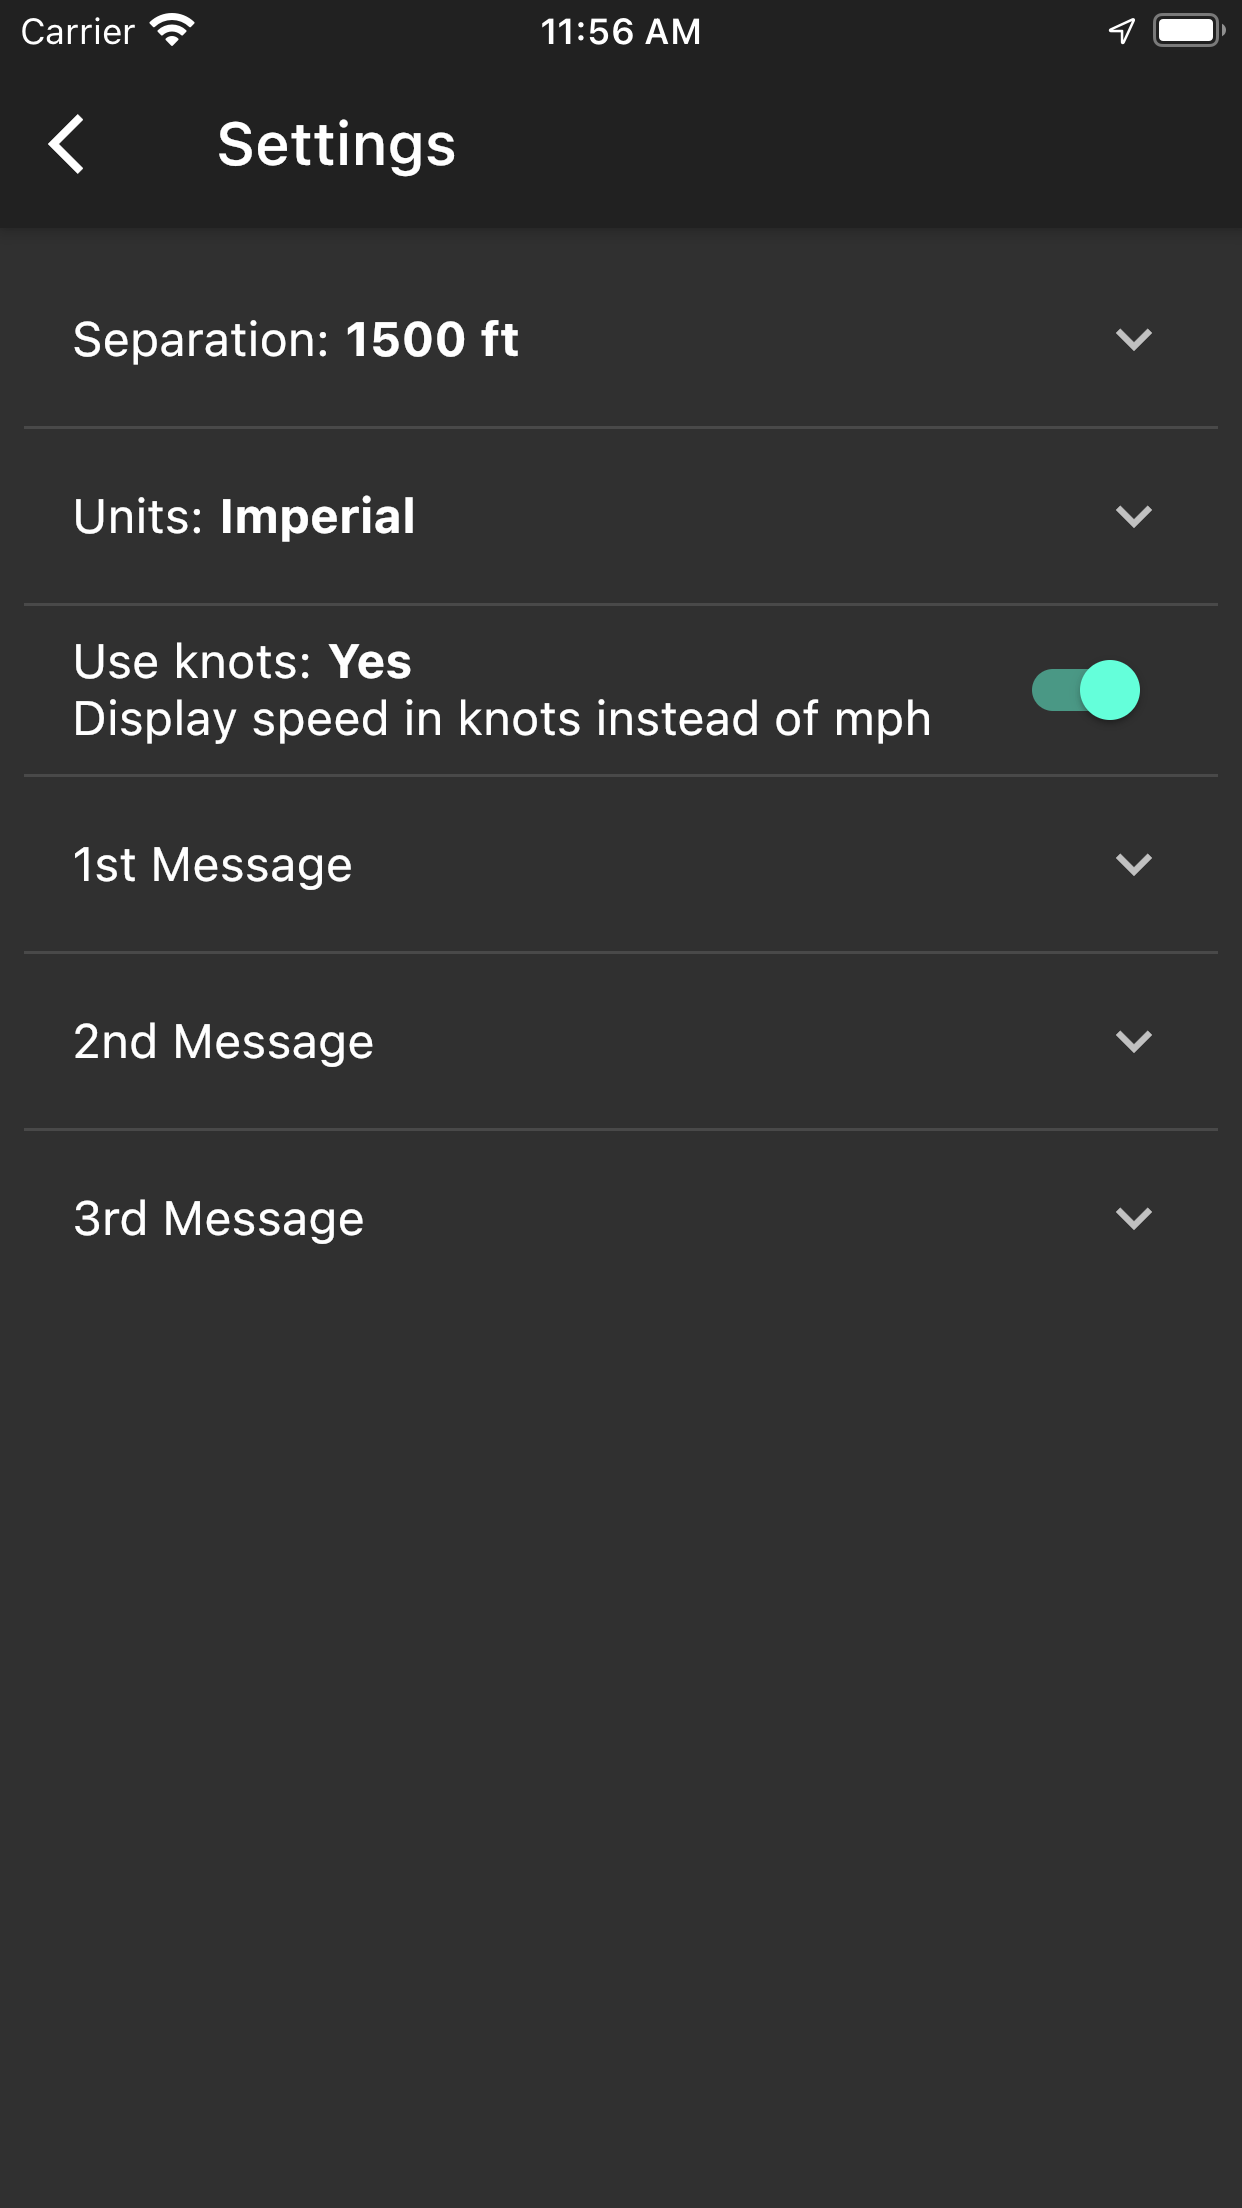 Carrier 11:56 AM
Settings
Separation: 1500 ft
Units: Imperial
Use knots: Yes
Display speed in knots instead of mph
1st Message
2nd Message
3rd Message